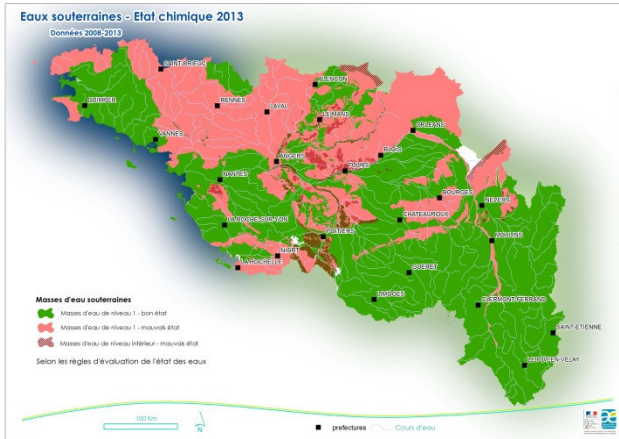 Eaux souterraines - Etat chimique 2013
Données 2008-2013
SAINT-BRIEUC
ALENCON
QUIMPER
RENNES
LAVAL
LE MANS
ORLEANS
VANNES
ANGERS
BLOIS
TOURS
NANTES
BOURGES
NEVERS
LA ROCHE-SUR-YON
CHATEAUROUX
POITIERS
MOULINS
NIORT
LA ROCHELLE
GUERET
LIMOGES
CLERMONT-FERRAND
SAINT-ETIENNE
LE PUY-EN-VELAY
Masses d'eau souterraines
Masses d'eau de niveau 1 - bon état
Masses d'eau de niveau 1 - mauvais état
Masses d'eau de niveau inférieur - mauvais état
Selon les règles d'évaluation de l'état des eaux
100 Km
N
prefectures
Cours d'eau